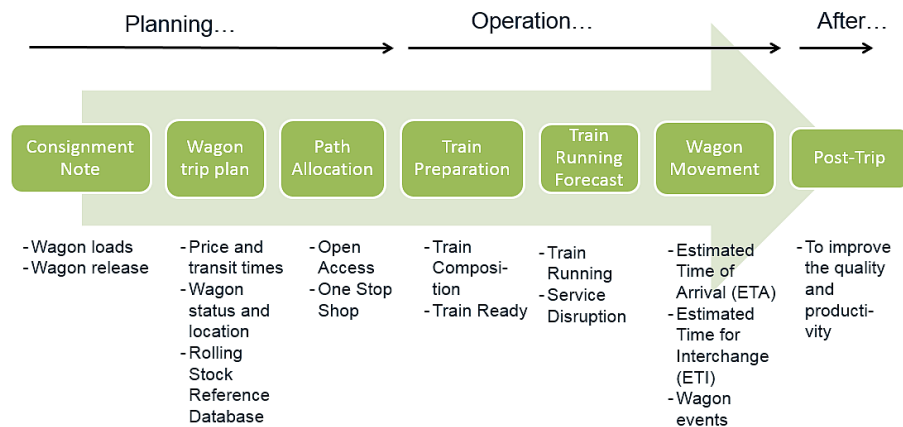 Planning...
Operation...
After...
Consignment
Note
Wagon
trip plan
Path
Allocation
Train
Preparation
Train
Running
Forecast
Wagon
Movement
Post-Trip
- Wagon loads
- Wagon release
- Price and
transit times
- Wagon
status and
location
- Rolling
Stock
Reference
Database
- Open
Access
- One Stop
Shop
- Train
Composi-
tion
- Train Ready
- Train
Running
- Service
Disruption
- Estimated
Time of
Arrival (ETA)
- Estimated
Time for
Interchange
(ETI)
- Wagon
events
- To improve
the quality
and
producti-
vity